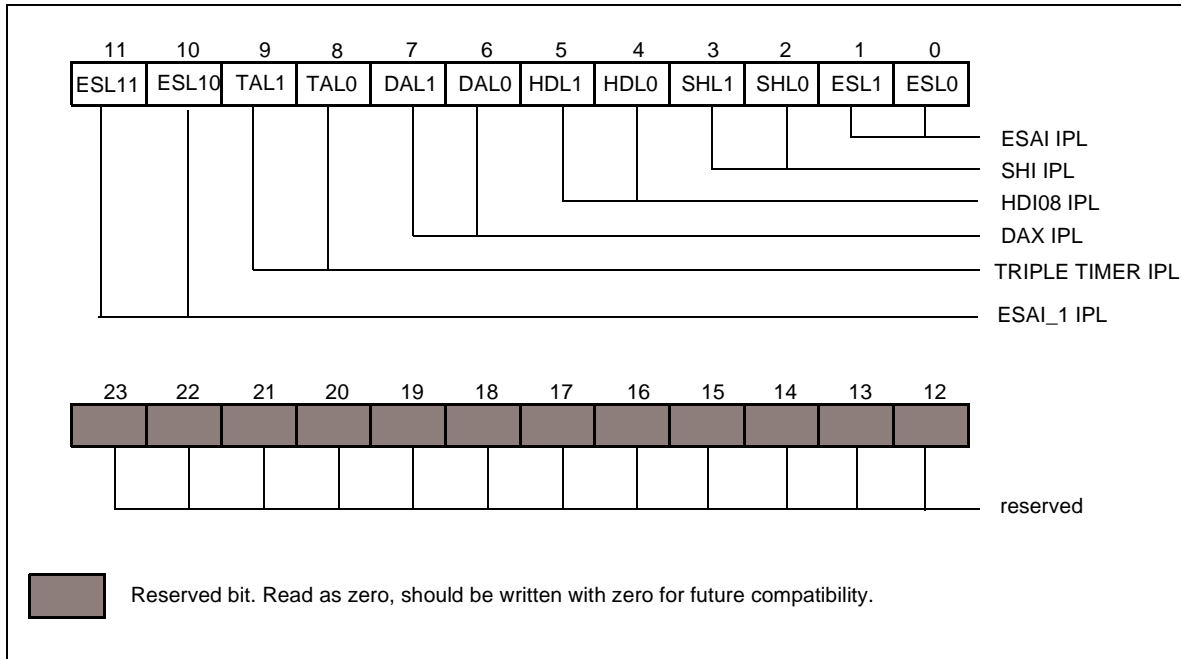 11 10 9 8 7 6 5 4 3 2 1 0
ESL11 ESL10 TAL1 TAL0 DAL1 DAL0 HDL1 HDL0 SHL1 SHL0 ESL1 ESL0
ESAI IPL
SHI IPL
HDI08 IPL
DAX IPL
TRIPLE TIMER IPL
ESAI_1 IPL
23 22 21 20 19 18 17 16 15 14 13 12
reserved
Reserved bit. Read as zero, should be written with zero for future compatibility.